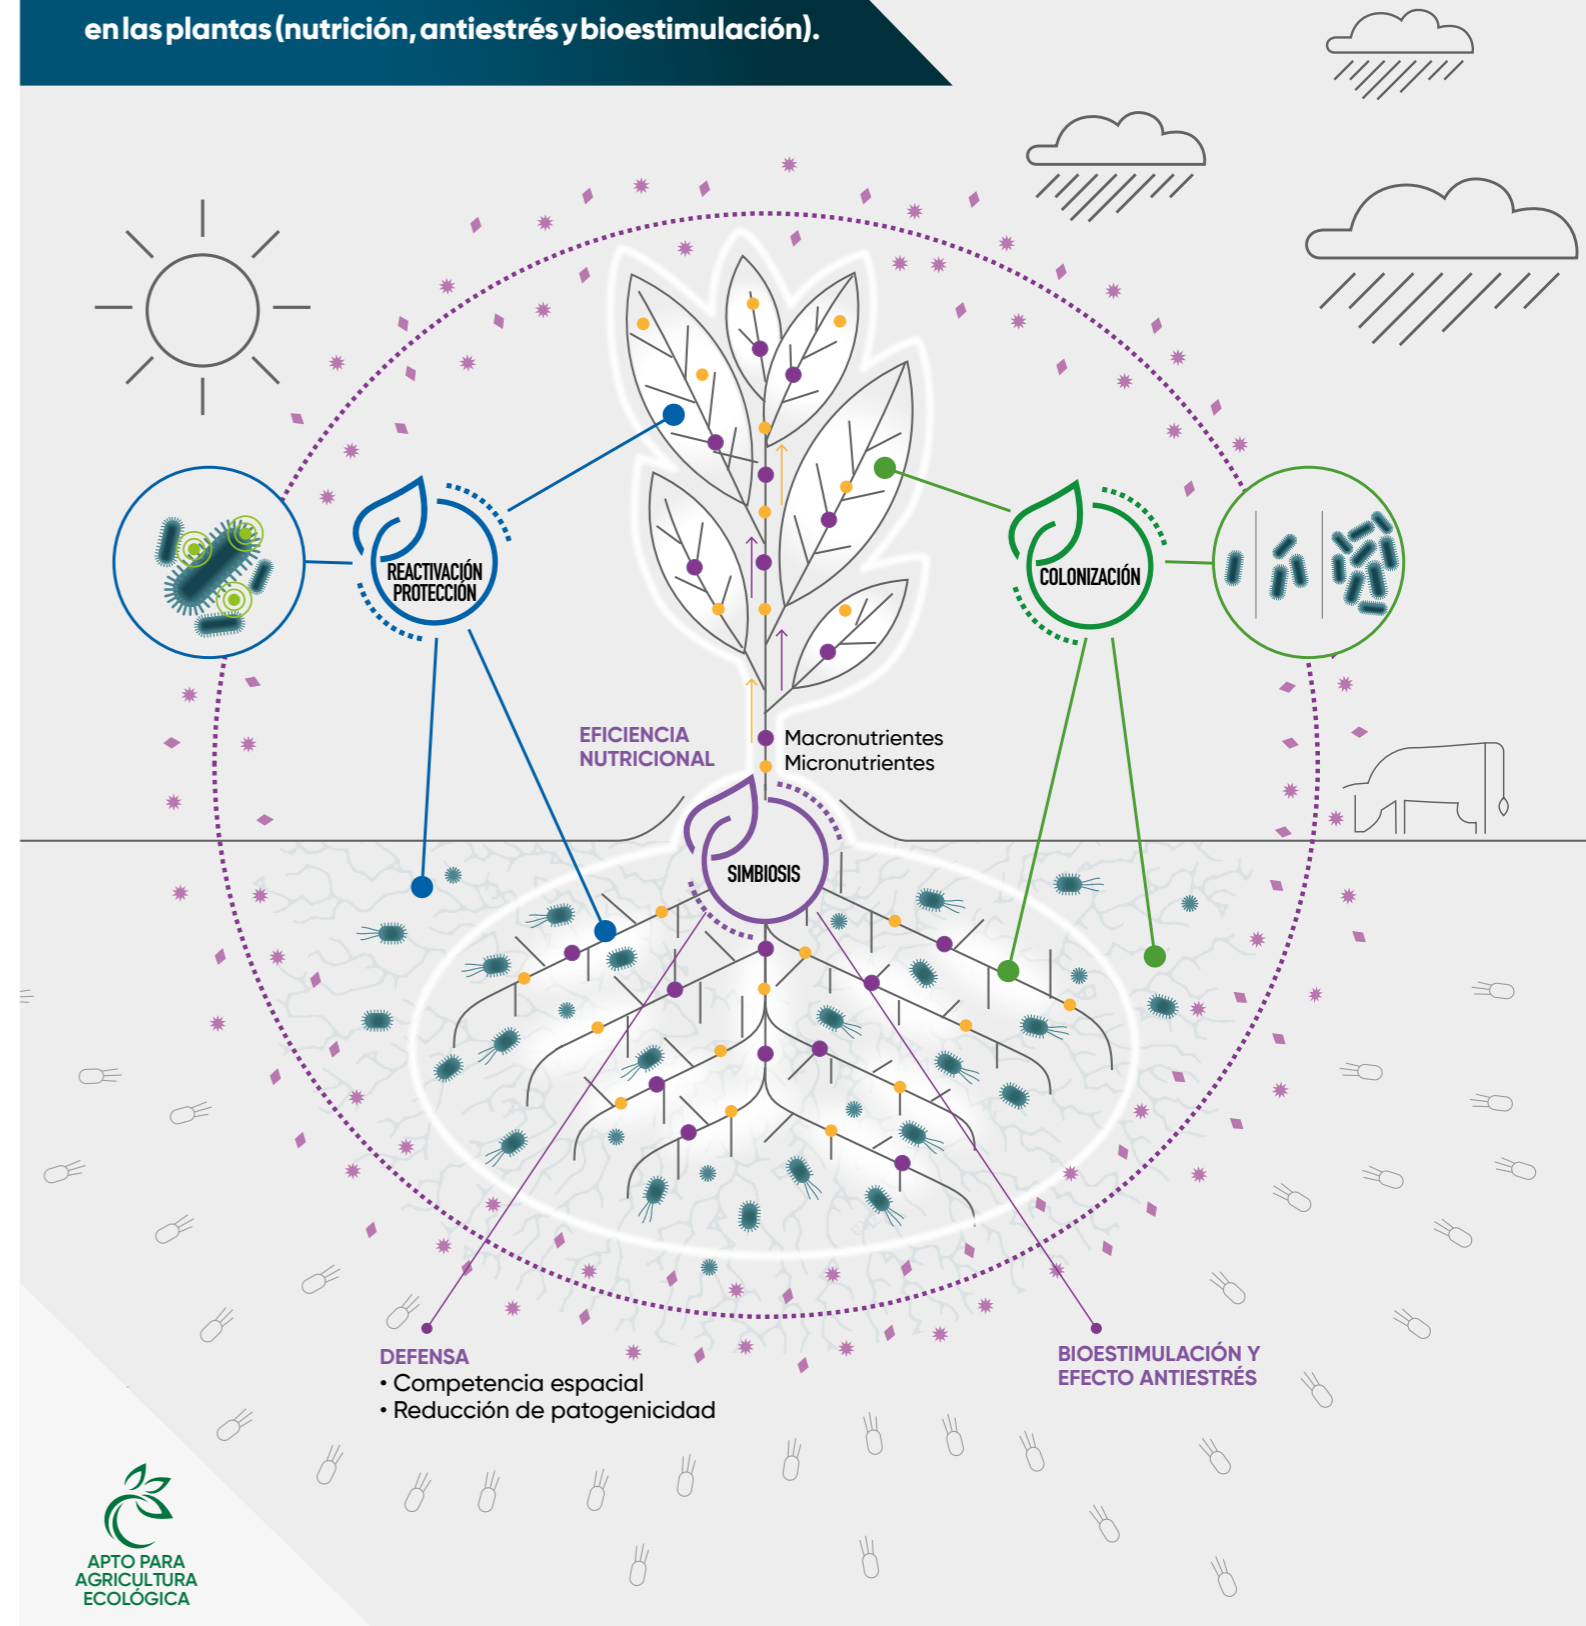 en las plantas (nutrición, antiestrés y bioestimulación).
REACTIVACIÓN
PROTECCIÓN
COLONIZACIÓN
EFICIENCIA
NUTRICIONAL
Macronutrientes
Micronutrientes
SIMBIOSIS
DEFENSA
• Competencia espacial
• Reducción de patogenicidad
BIOESTIMULACIÓN Y
EFECTO ANTIESTRÉS
APTO PARA
AGRICULTURA
ECOLÓGICA